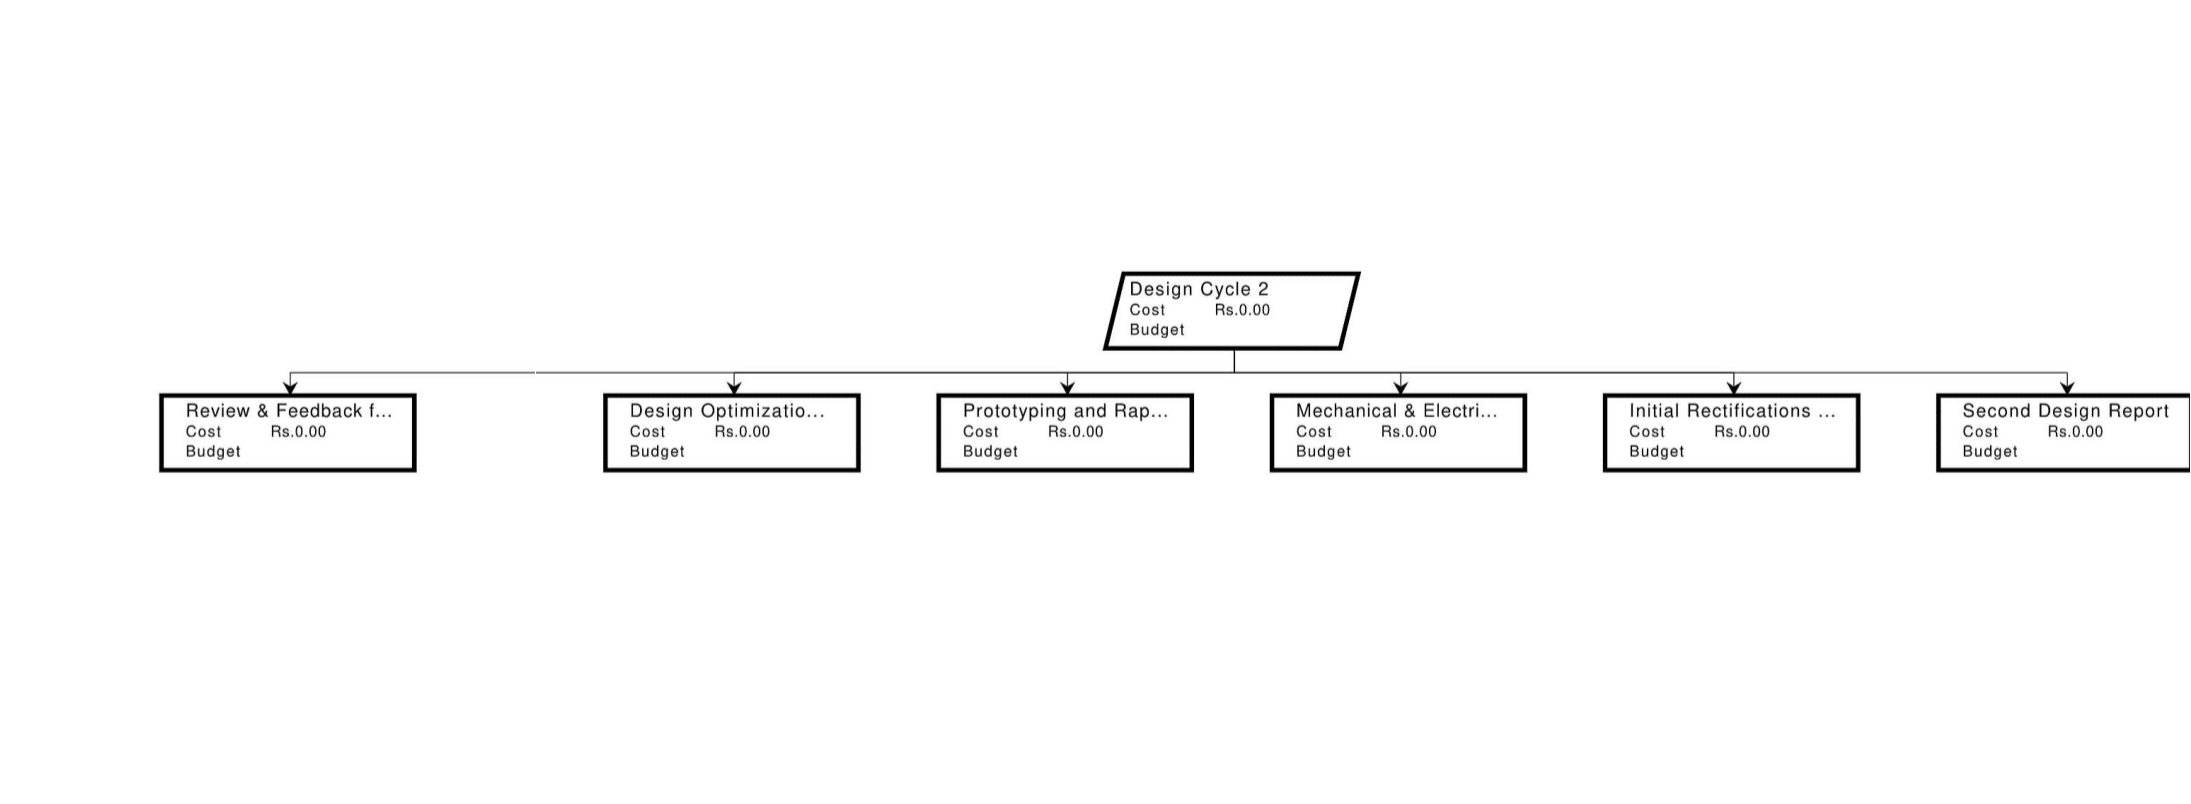 Design Cycle 2
Cost Rs.0.00
Budget
Review & Feedback f...
Cost Rs.0.00
Budget
Design Optimizatio...
Cost Rs.0.00
Budget
Prototyping and Rap...
Cost Rs.0.00
Budget
Mechanical & Electri...
Cost Rs.0.00
Budget
Initial Rectifications ...
Cost Rs.0.00
Budget
Second Design Report
Cost Rs.0.00
Budget